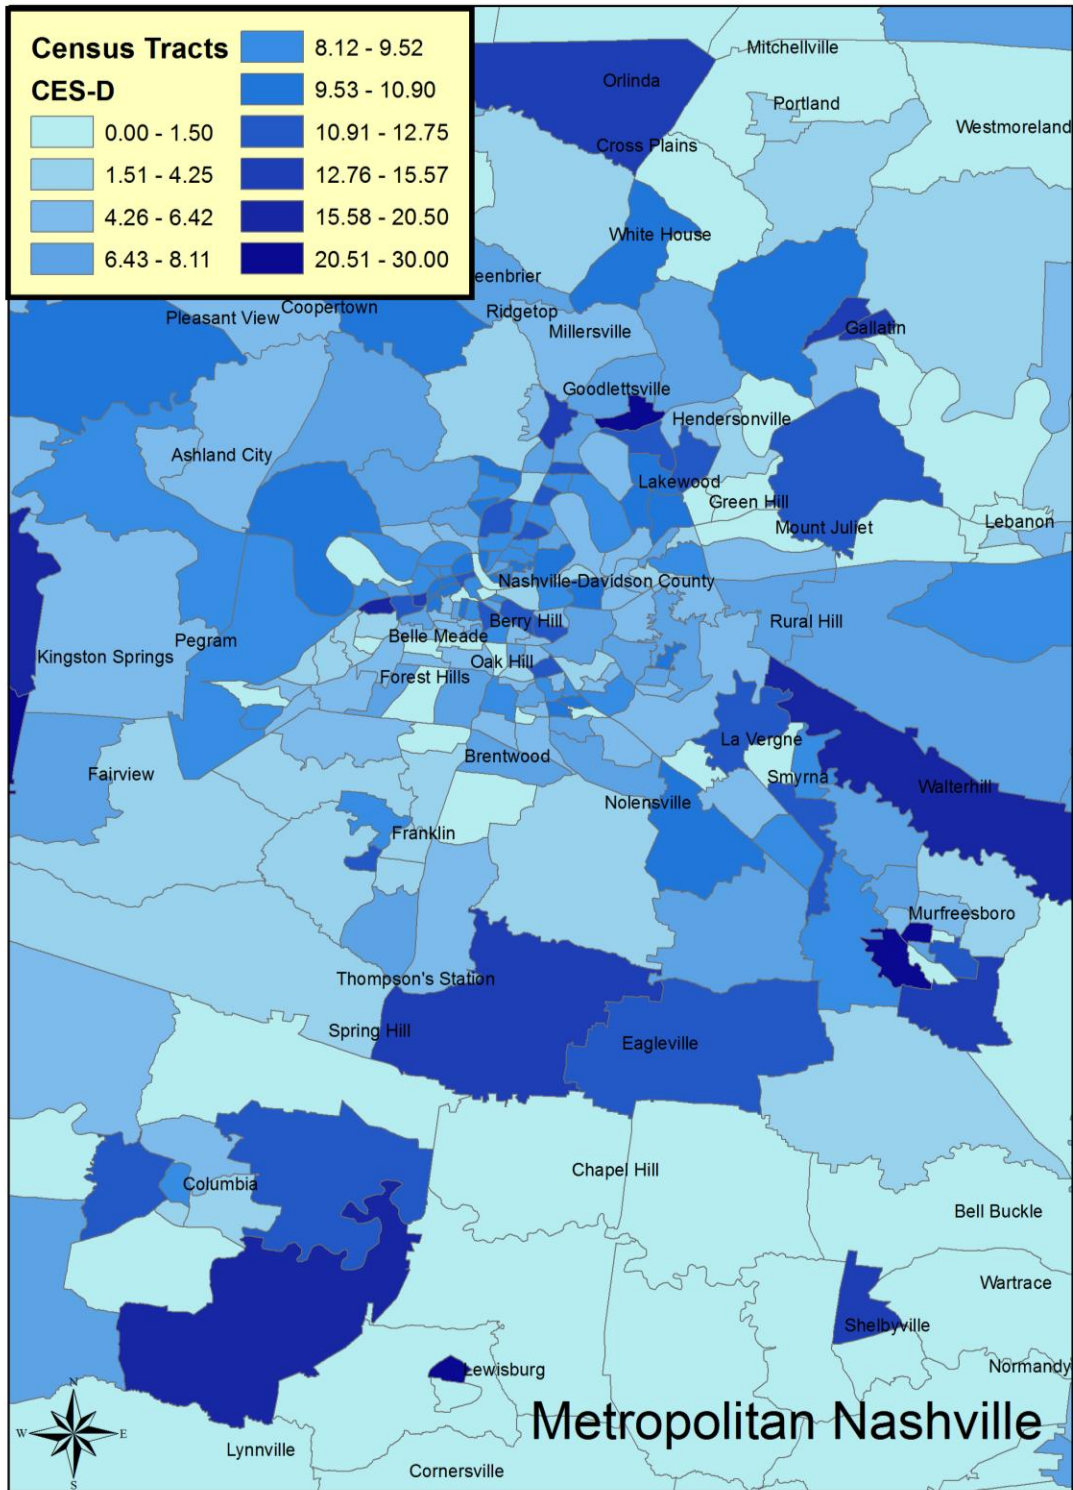 Census Tracts
CES-D
0.00 - 1.50
1.51 - 4.25
4.26 - 6.42
6.43 - 8.11
8.12 - 9.52
9.53 - 10.90
10.91 - 12.75
12.76 - 15.57
15.58 - 20.50
20.51 - 30.00
Mitchellville
Orlinda
Portland
Westmoreland
Cross Plains
White House
eenbrier
Coopertown
Ridgetop
Pleasant View
Millersville
Gallatin
Goodlettsville
Hendersonville
Ashland City
Lakewood
Green Hill
Mount Juliet
Lebanon
Nashville-Davidson County
Berry Hill
Rural Hill
Belle Meade
Pegram
Kingston Springs
Oak Hill
Forest Hills
La Vergne
Brentwood
Fairview
Smyrna
Walterhill
Nolensville
Franklin
Murfreesboro
Thompson's Station
Spring Hill
Eagleville
Chapel Hill
Columbia
Bell Buckle
Wartrace
Shelbyville
Lewisburg
Normandy
N
W
E
S
Metropolitan Nashville
Lynnville
Cornersville